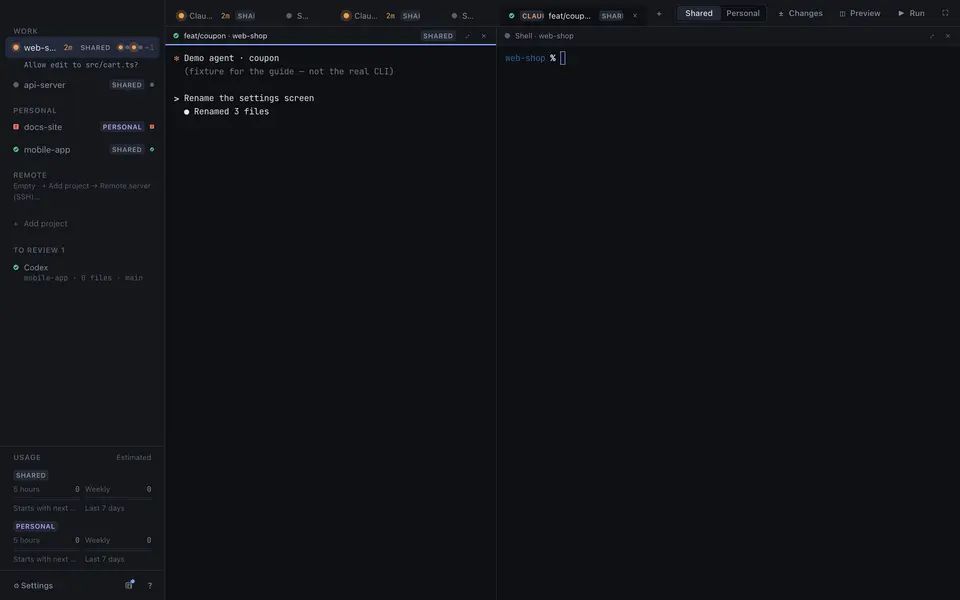 WORK
web-s... 2m SHARED ~1
Allow edit to src/cart.ts?
api-server SHARED
PERSONAL
docs-site PERSONAL
mobile-app SHARED
REMOTE
Empty · + Add project → Remote server
(SSH)...
+ Add project
TO REVIEW 1
Codex
mobile-app · 0 files · main
USAGE Estimated
SHARED
5 hours 0 Weekly 0
Starts with next ... Last 7 days
PERSONAL
5 hours 0 Weekly 0
Starts with next ... Last 7 days
Settings ?
Clau... 2m SHAI
S...
Clau... 2m SHAI
S...
CLAUI feat/coup... SHARI ×
+
Shared Personal
± Changes
Preview
Run
feat/coupon · web-shop SHARED ×
Demo agent · coupon
(fixture for the guide — not the real CLI)
> Rename the settings screen
● Renamed 3 files
Shell · web-shop ×
web-shop %